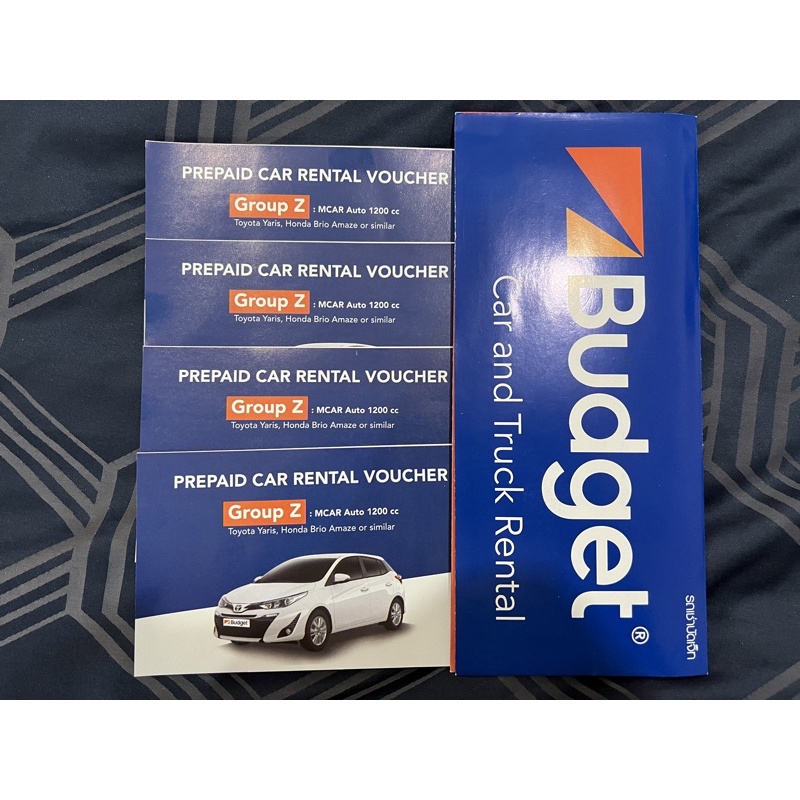 PREPAID CAR RENTAL VOUCHER
Group Z : MCAR Auto 1200 cc
Toyota Yaris, Honda Brio Amaze or similar
PREPAID CAR RENTAL VOUCHER
Group Z : MCAR Auto 1200 cc
Toyota Yaris, Honda Brio Amaze or similar
PREPAID CAR RENTAL VOUCHER
Group Z : MCAR Auto 1200 cc
Toyota Yaris, Honda Brio Amaze or similar
PREPAID CAR RENTAL VOUCHER
Group Z : MCAR Auto 1200 cc
Toyota Yaris, Honda Brio Amaze or similar
Budget
Budget®
Car and Truck Rental
รถเช่าบัดเจ็ท